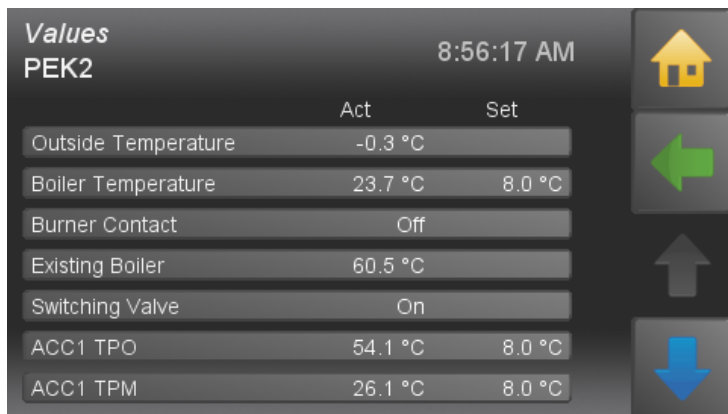 Values
PEK2
8:56:17 AM
Act Set
Outside Temperature -0.3 °C
Boiler Temperature 23.7 °C 8.0 °C
Burner Contact Off
Existing Boiler 60.5 °C
Switching Valve On
ACC1 TPO 54.1 °C 8.0 °C
ACC1 TPM 26.1 °C 8.0 °C